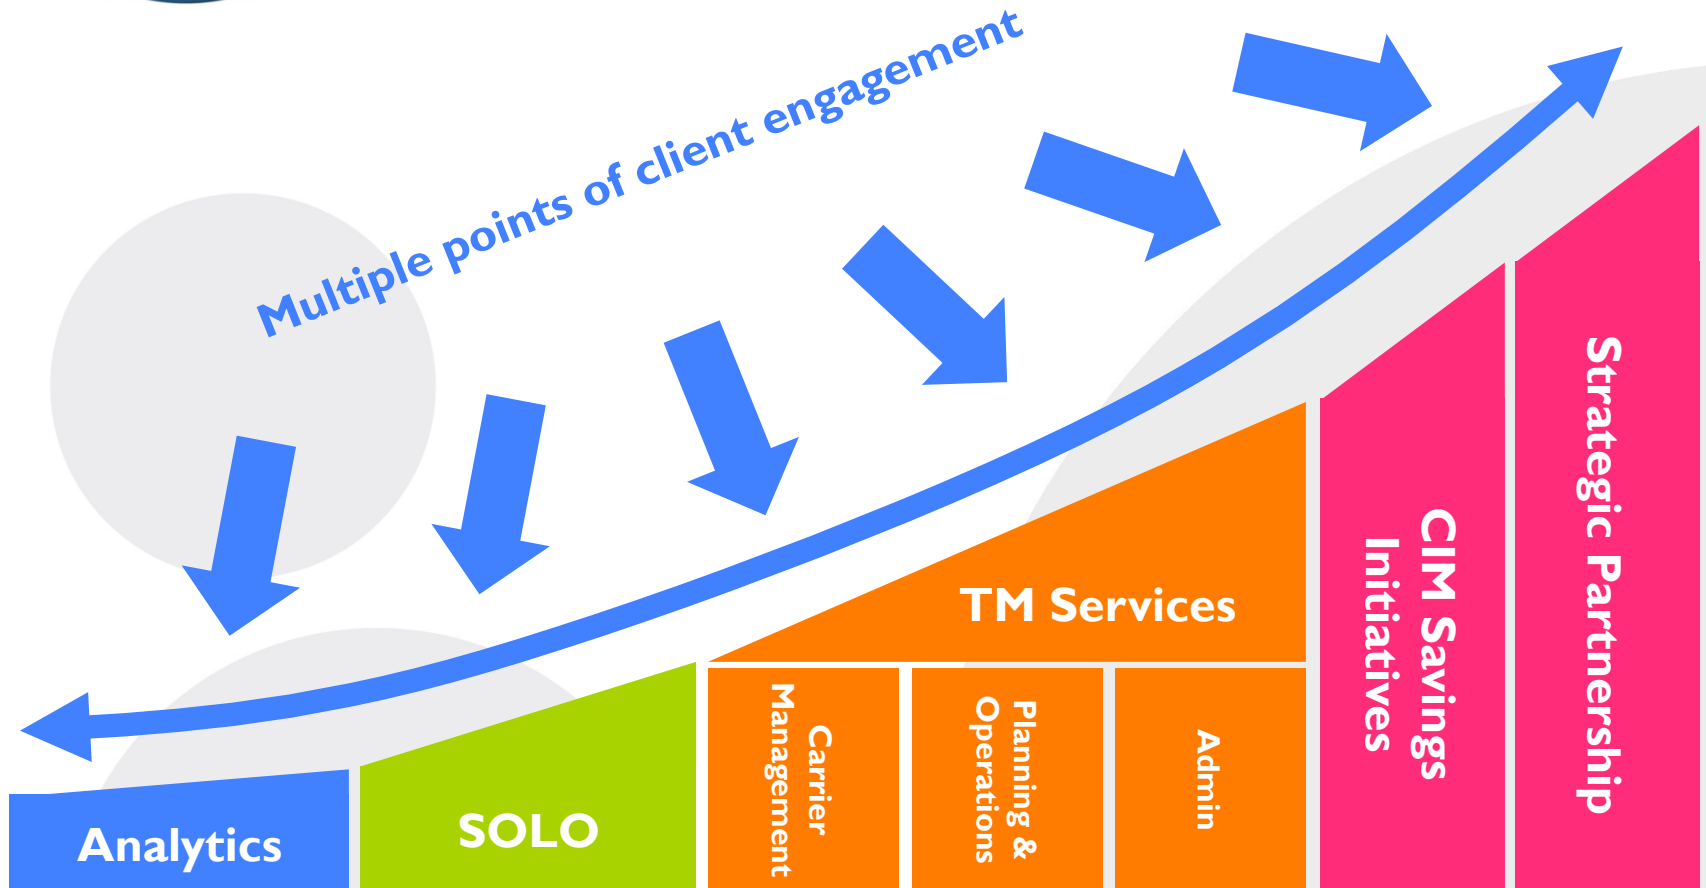 Multiple points of client engagement
Analytics
SOLO
TM Services
Carrier
Management
Planning &
Operations
Admin
CIM Savings
Initiatives
Strategic Partnership